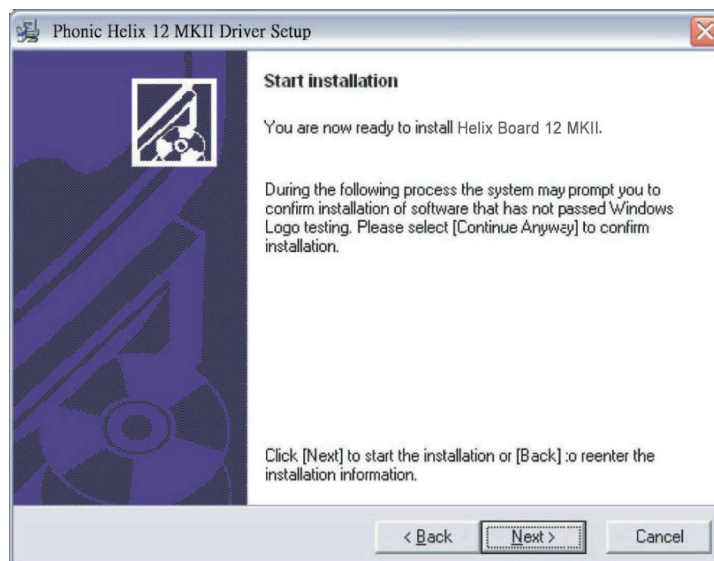 Phonic Helix 12 MKII Driver Setup
Start installation
You are now ready to install Helix Board 12 MKII.
During the following process the system may prompt you to
confirm installation of software that has not passed Windows
Logo testing. Please select [Continue Anyway] to confirm
installation.
Click [Next] to start the installation or [Back] :o reenter the
installation information.
< Back
Next >
Cancel